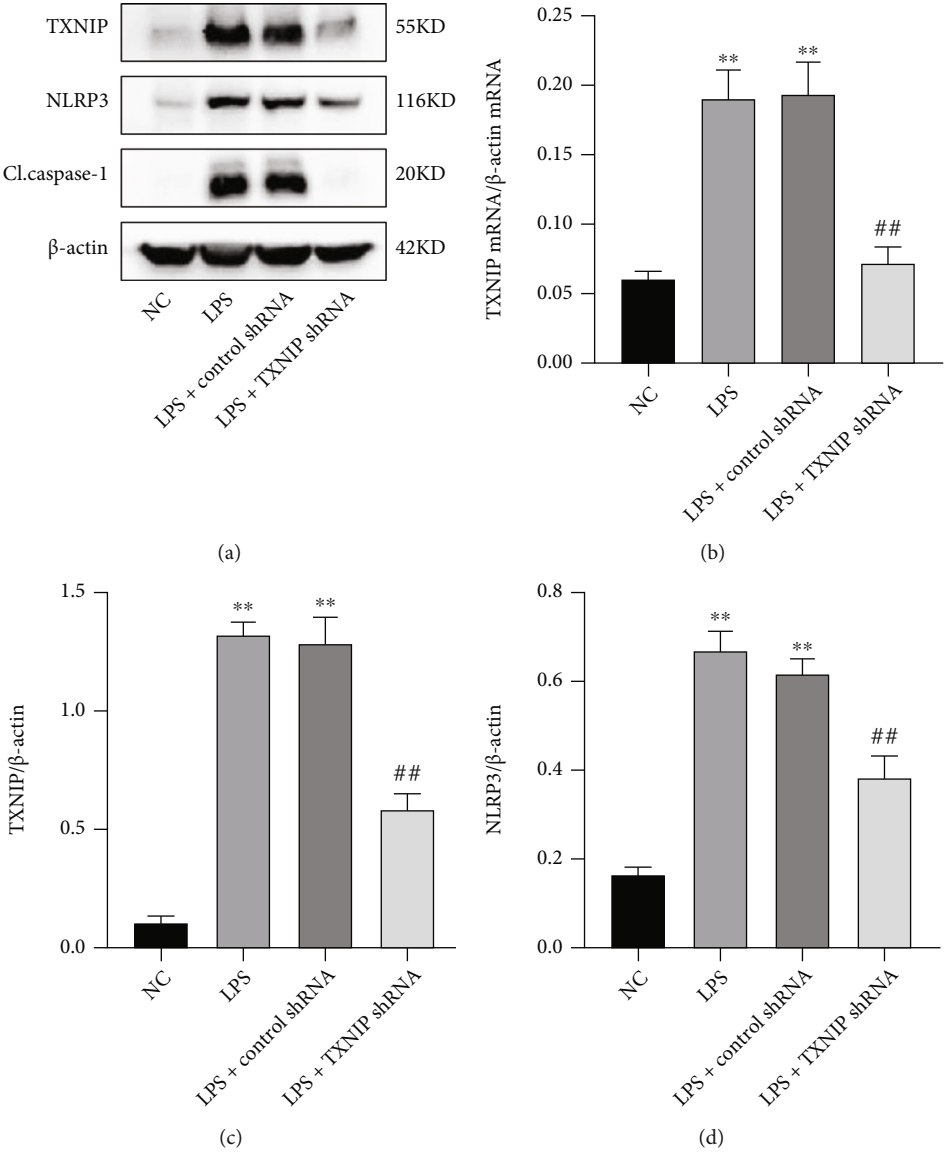 TXNIP 55KD
NLRP3 116KD
Cl.caspase-1 20KD
β-actin 42KD
NC
LPS
LPS + control shRNA
LPS + TXNIP shRNA
(a)
TXNIP mRNA/β-actin mRNA
0.25
0.20
0.15
0.10
0.05
0.00
**
**
##
NC
LPS
LPS + control shRNA
LPS + TXNIP shRNA
(b)
TXNIP/β-actin
1.5
1.0
0.5
0.0
**
**
##
NC
LPS
LPS + control shRNA
LPS + TXNIP shRNA
(c)
NLRP3/β-actin
0.8
0.6
0.4
0.2
0.0
**
**
##
NC
LPS
LPS + control shRNA
LPS + TXNIP shRNA
(d)